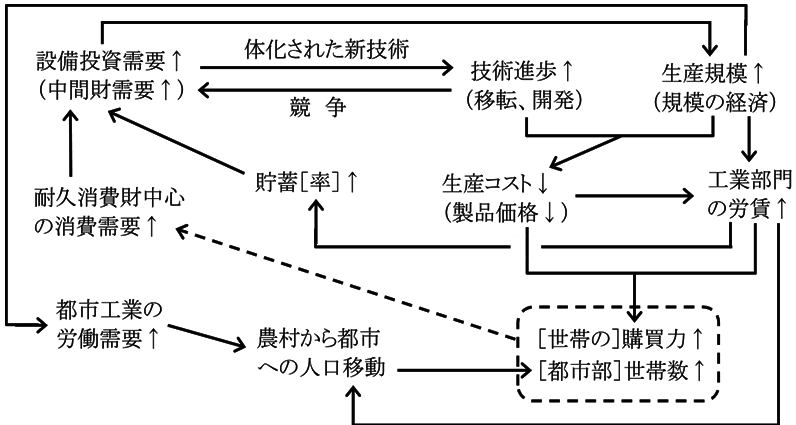 設備投資需要↑
(中間財需要↑)
体化された新技術
競 争
技術進歩↑
(移転、開発)
生産規模↑
(規模の経済)
耐久消費財中心
の消費需要↑
貯蓄[率]↑
生産コスト↓
(製品価格↓)
工業部門
の労賃↑
都市工業の
労働需要↑
農村から都市
への人口移動
[世帯の]購買力↑
[都市部]世帯数↑